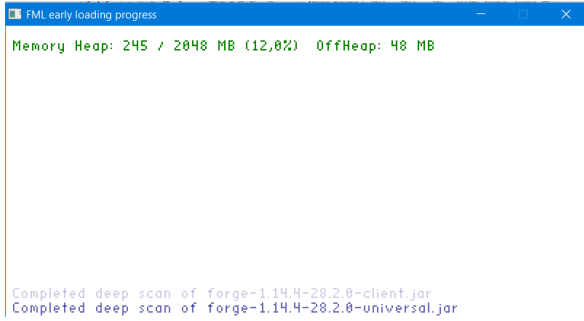 FML early loading progress
Memory Heap: 245 / 2048 MB (12,0%) OffHeap: 48 MB
Completed deep scan of forge-1.14.4-28.2.0-client.jar
Completed deep scan of forge-1.14.4-28.2.0-universal.jar